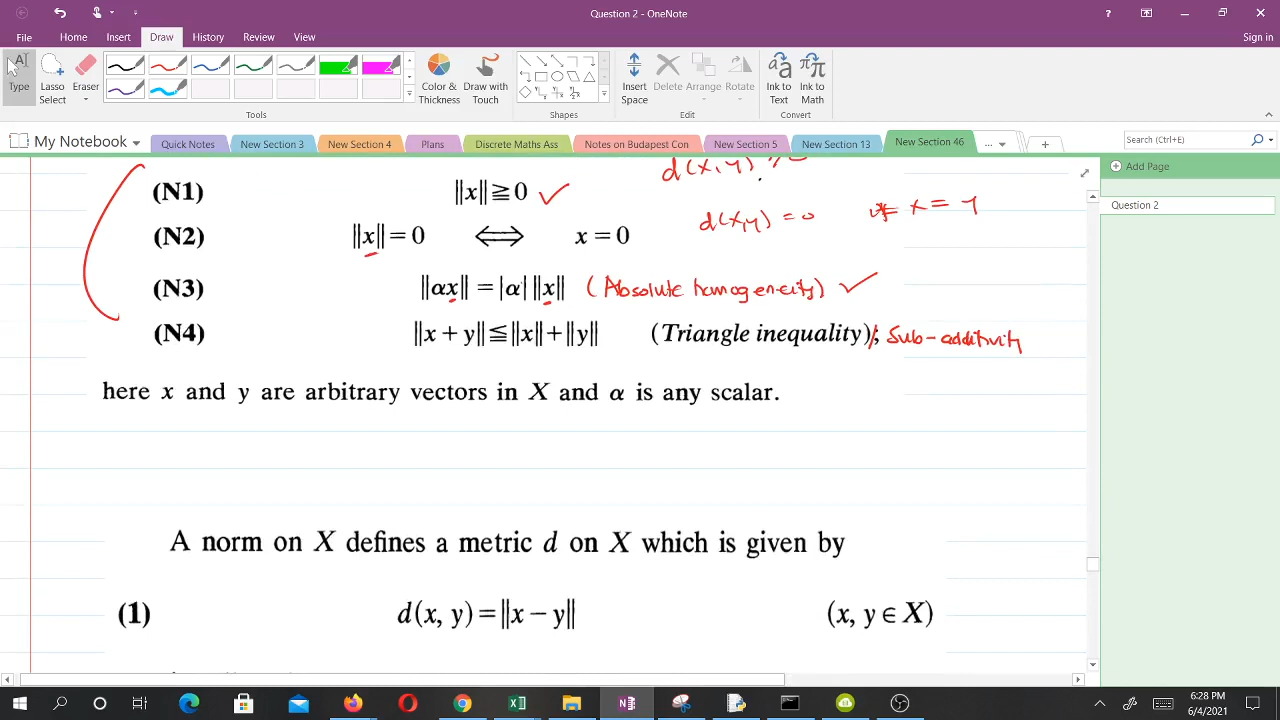 Question 2 - OneNote
Sign in
File Home Insert Draw History Review View
Type Lasso Select Eraser Color & Thickness Draw with Touch Insert Space Delete Arrange Rotate Ink to Text Ink to Math
Tools Shapes Edit Convert
My Notebook Quick Notes New Section 3 New Section 4 Plans Discrete Maths Ass Notes on Budapest Con New Section 5 New Section 13 New Section 46 ... Search (Ctrl+E)
Add Page
Question 2
d(x,y)
(N1) ‖x‖ ≧ 0
d(x,y) = 0 x = y
(N2) ‖x‖ = 0 ⟺ x = 0
(N3) ‖αx‖ = |α| ‖x‖ (Absolute homogeneity)
(N4) ‖x + y‖ ≦ ‖x‖ + ‖y‖ (Triangle inequality); / Sub-additivity
here x and y are arbitrary vectors in X and α is any scalar.
A norm on X defines a metric d on X which is given by
(1) d(x, y) = ‖x − y‖ (x, y ∈ X)
6:28 PM
6/4/2021